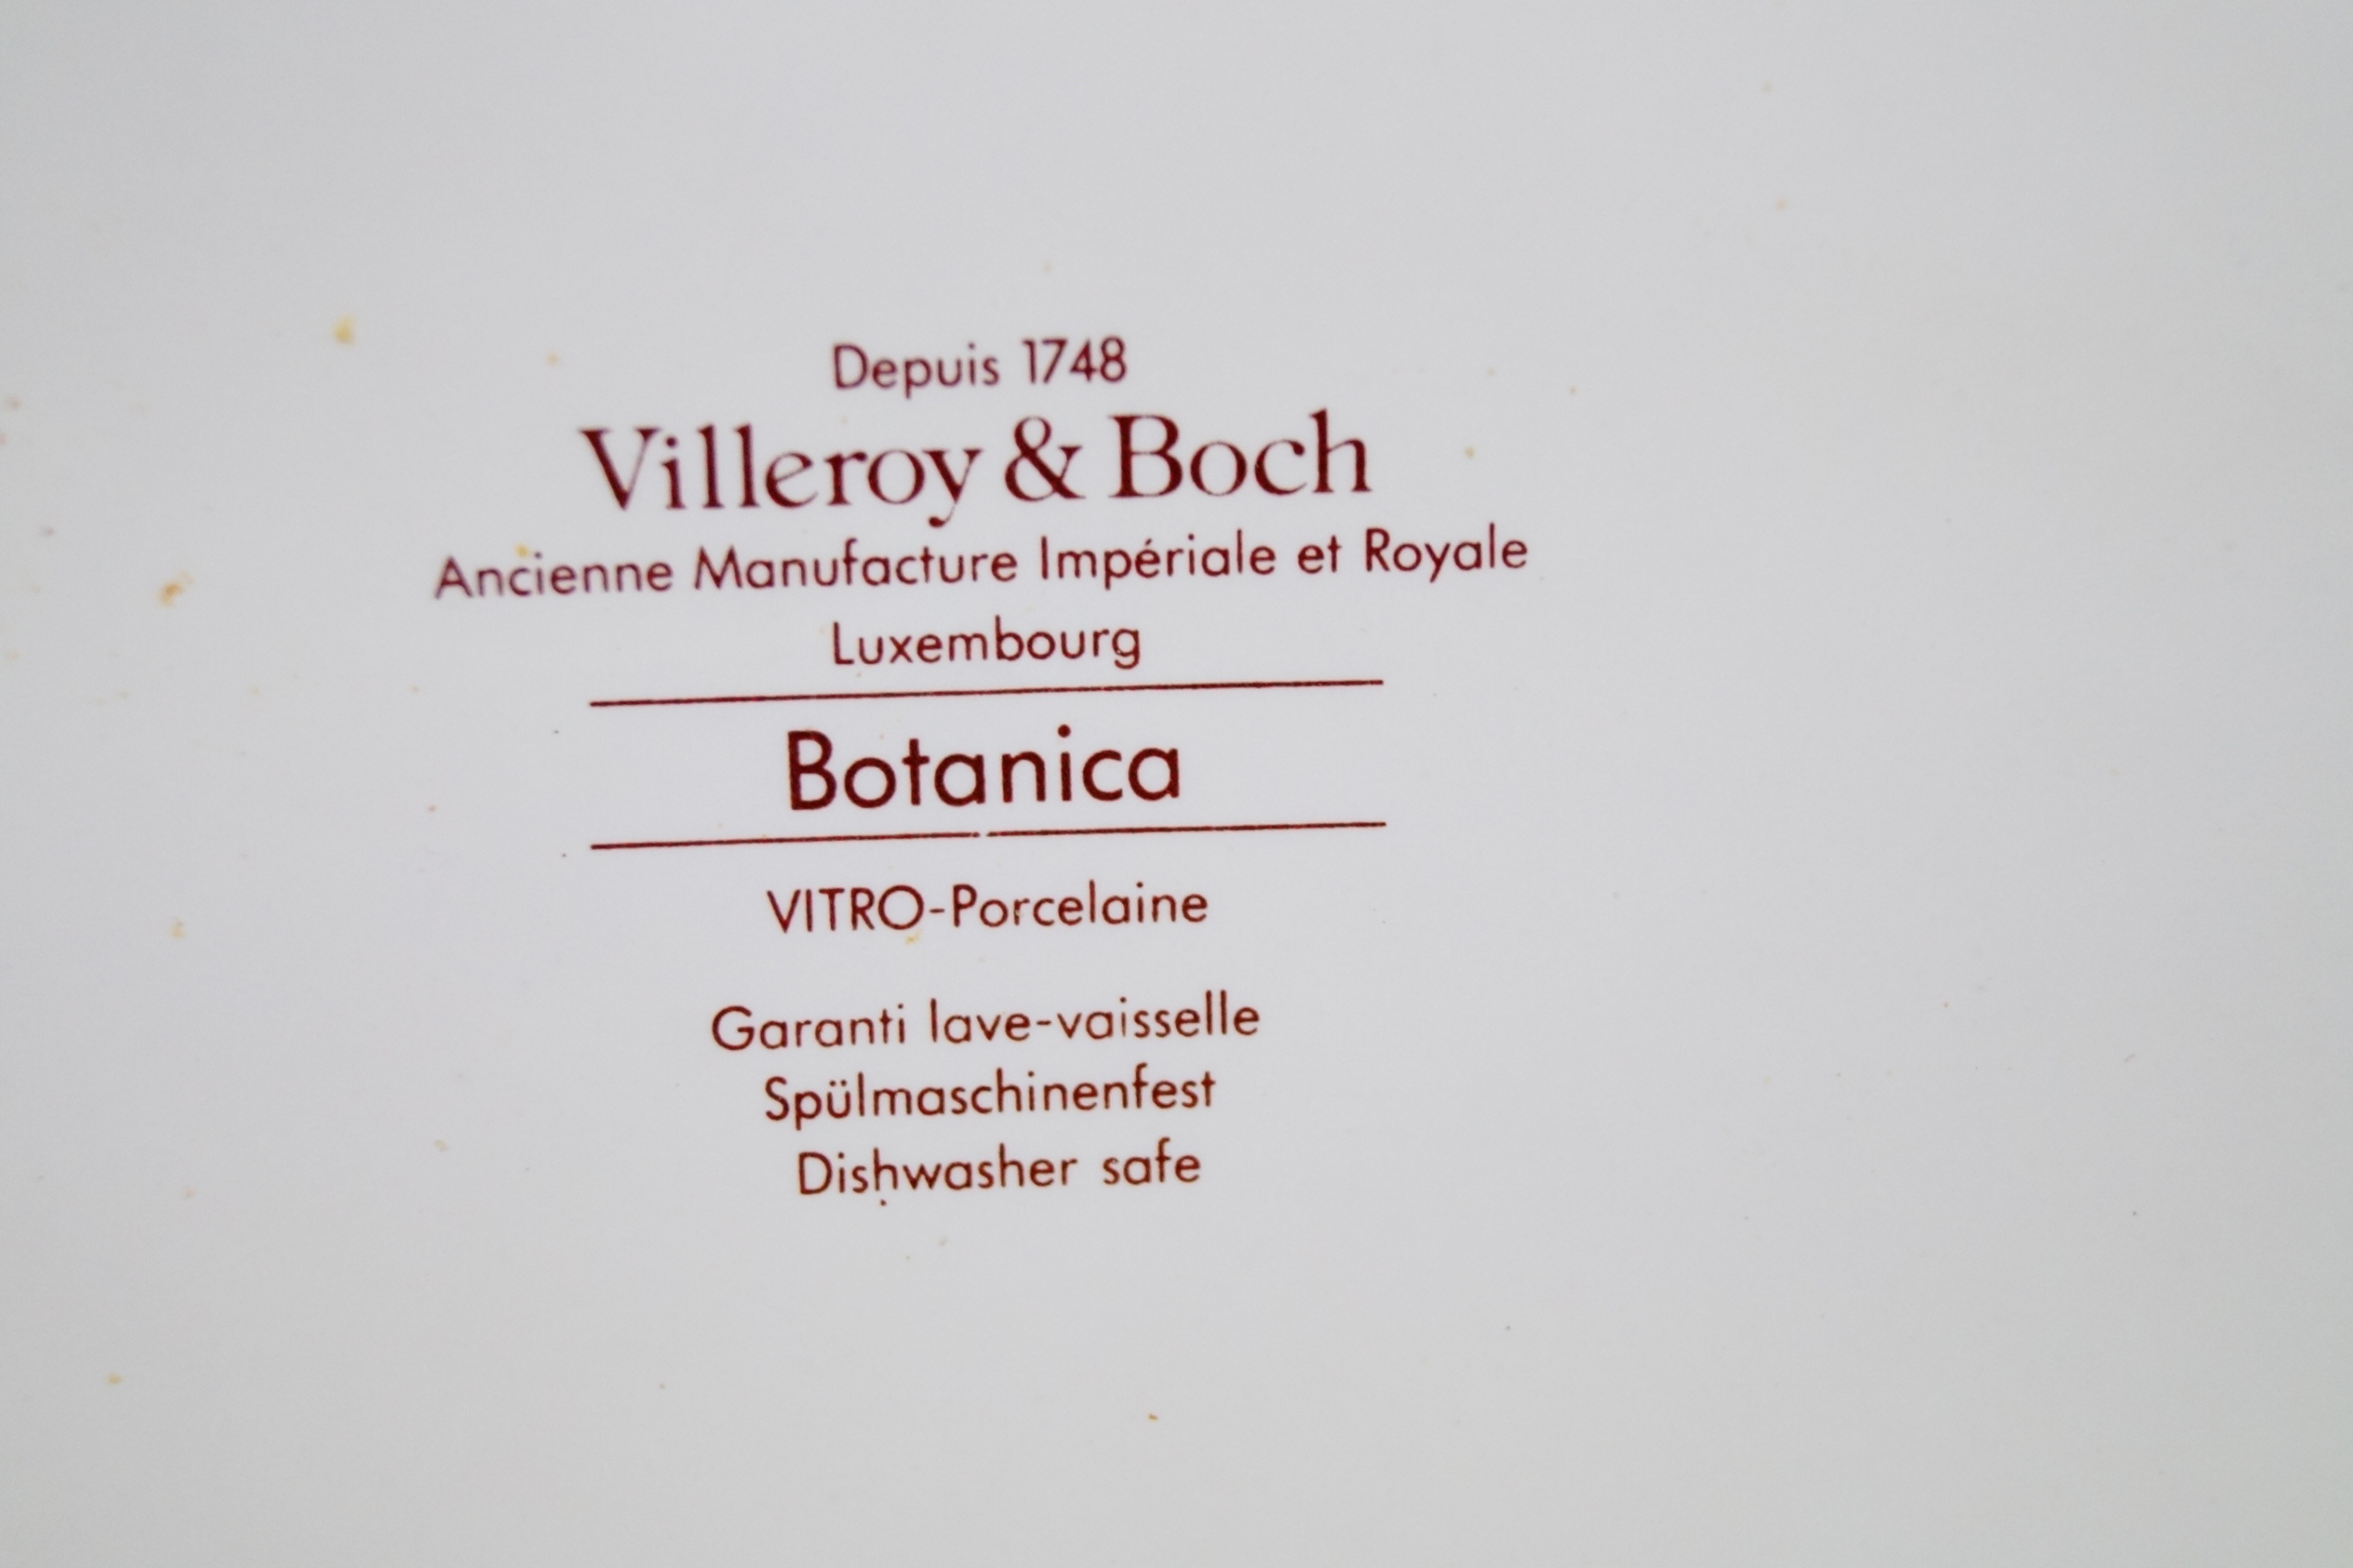 Depuis 1748
Villeroy & Boch
Ancienne Manufacture Impériale et Royale
Luxembourg
Botanica
VITRO-Porcelaine
Garanti lave-vaisselle
Spülmaschinenfest
Dishwasher safe